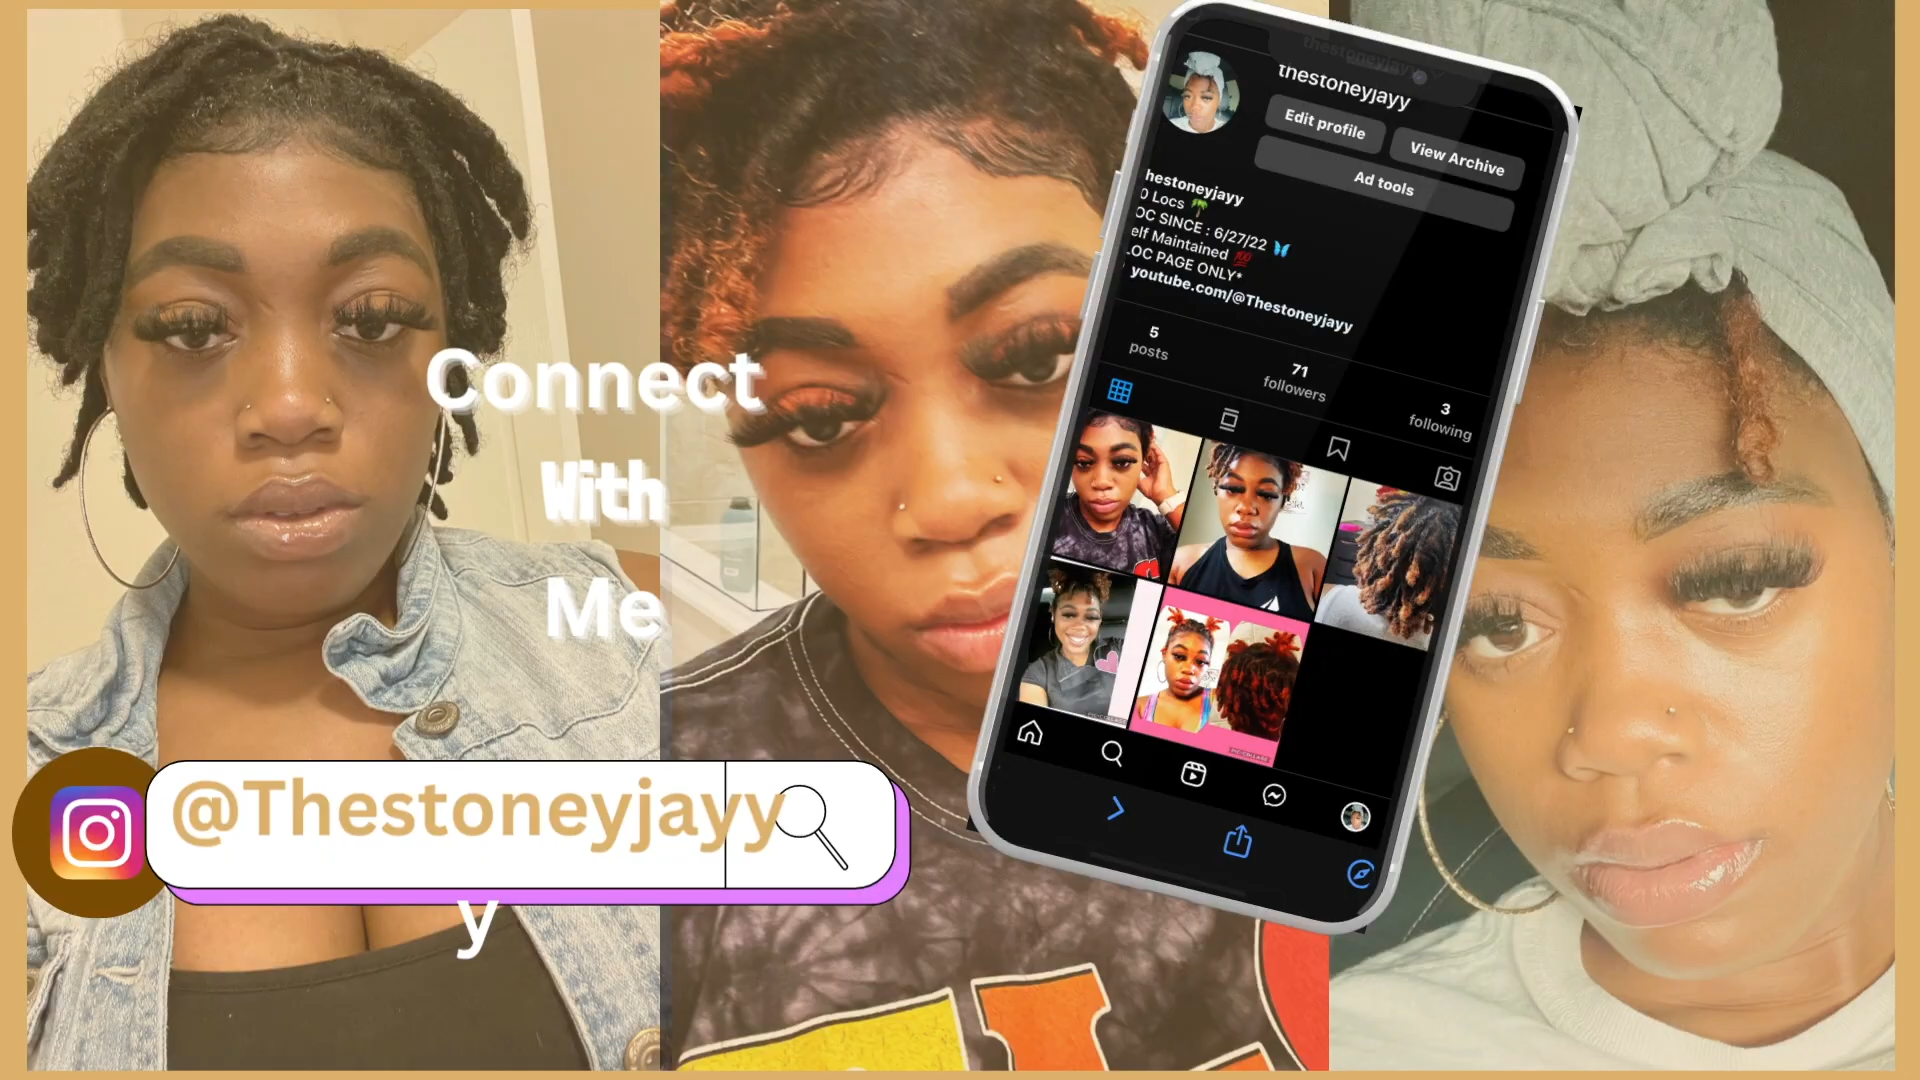 Connect
With
Me
@Thestoneyjayy
y
thestoneyjayy
thestoneyjayy
Edit profile
View Archive
Ad tools
hestoneyjayy
0 Locs 🌴
OC SINCE : 6/27/22 🦋
elf Maintained 💯
LOC PAGE ONLY*
youtube.com/@Thestoneyjayy
5
posts
71
followers
3
following